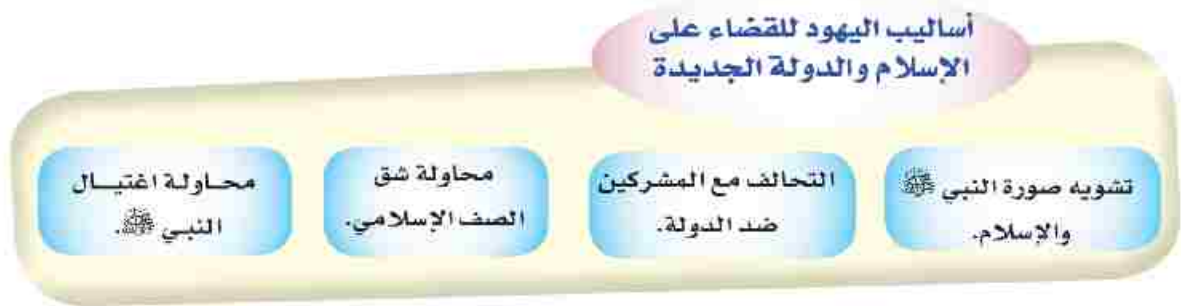 أساليب اليهود للقضاء على
الإسلام والدولة الجديدة
تشويه صورة النبي ﷺ
والإسلام.
التحالف مع المشركين
ضد الدولة.
محاولة شق
الصف الإسلامي.
محاولة اغتيال
النبي ﷺ.